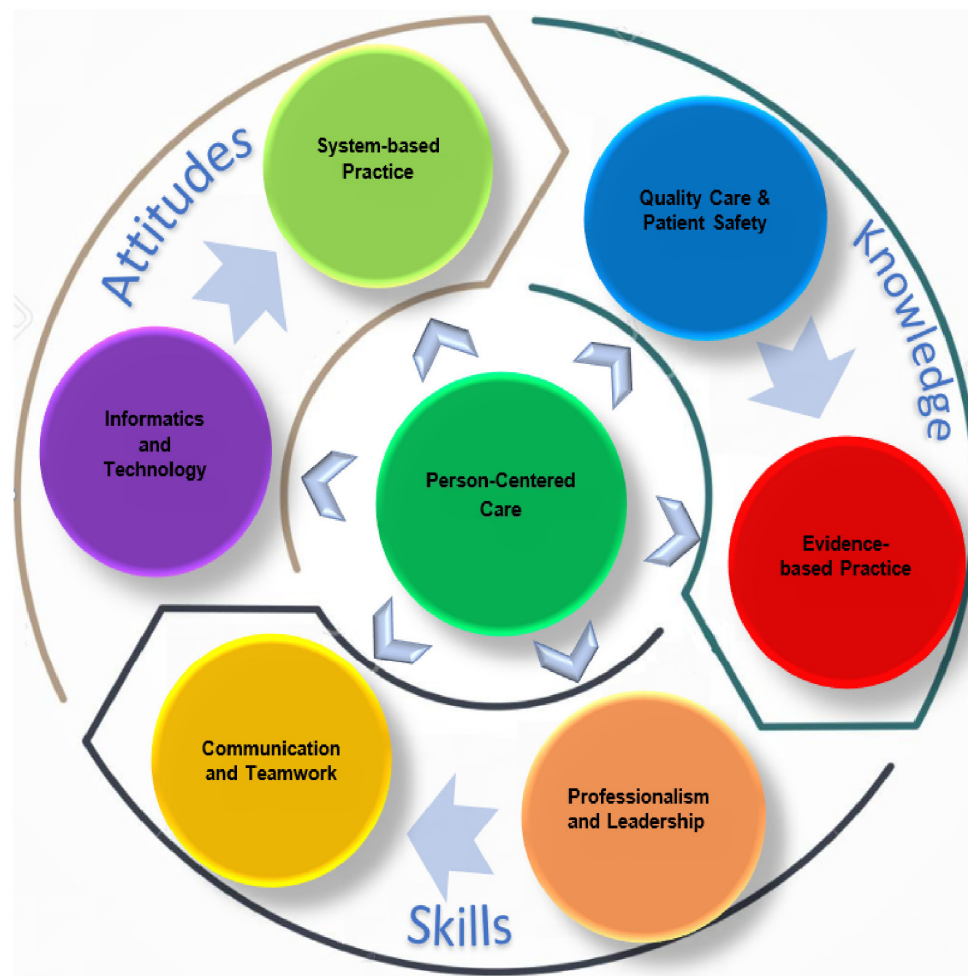 Attitudes
System-based
Practice
Quality Care &
Patient Safety
Knowledge
Informatics
and
Technology
Person-Centered
Care
Evidence-
based Practice
Communication
and Teamwork
Professionalism
and Leadership
Skills